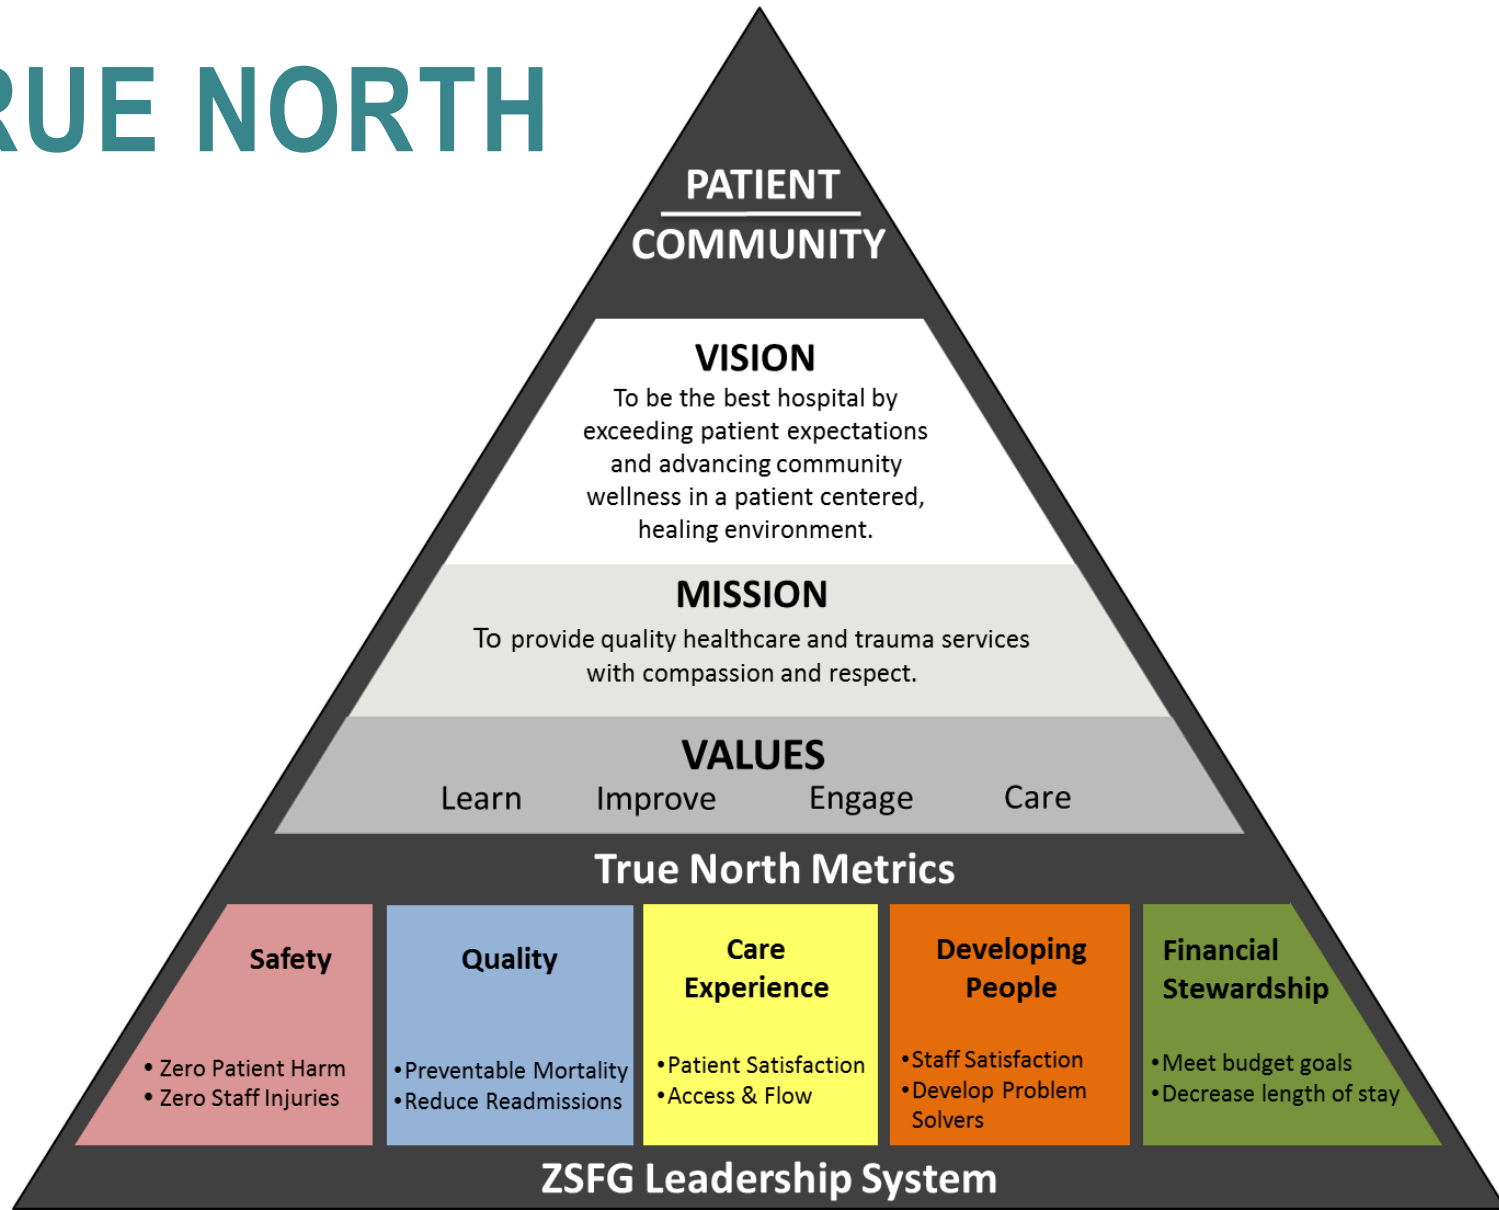 RUE NORTH
PATIENT
COMMUNITY
VISION
To be the best hospital by
exceeding patient expectations
and advancing community
wellness in a patient centered,
healing environment.
MISSION
To provide quality healthcare and trauma services
with compassion and respect.
VALUES
Learn Improve Engage Care
True North Metrics
Safety
• Zero Patient Harm
• Zero Staff Injuries
Quality
•Preventable Mortality
•Reduce Readmissions
Care
Experience
•Patient Satisfaction
•Access & Flow
Developing
People
•Staff Satisfaction
•Develop Problem
Solvers
Financial
Stewardship
•Meet budget goals
•Decrease length of stay
ZSFG Leadership System